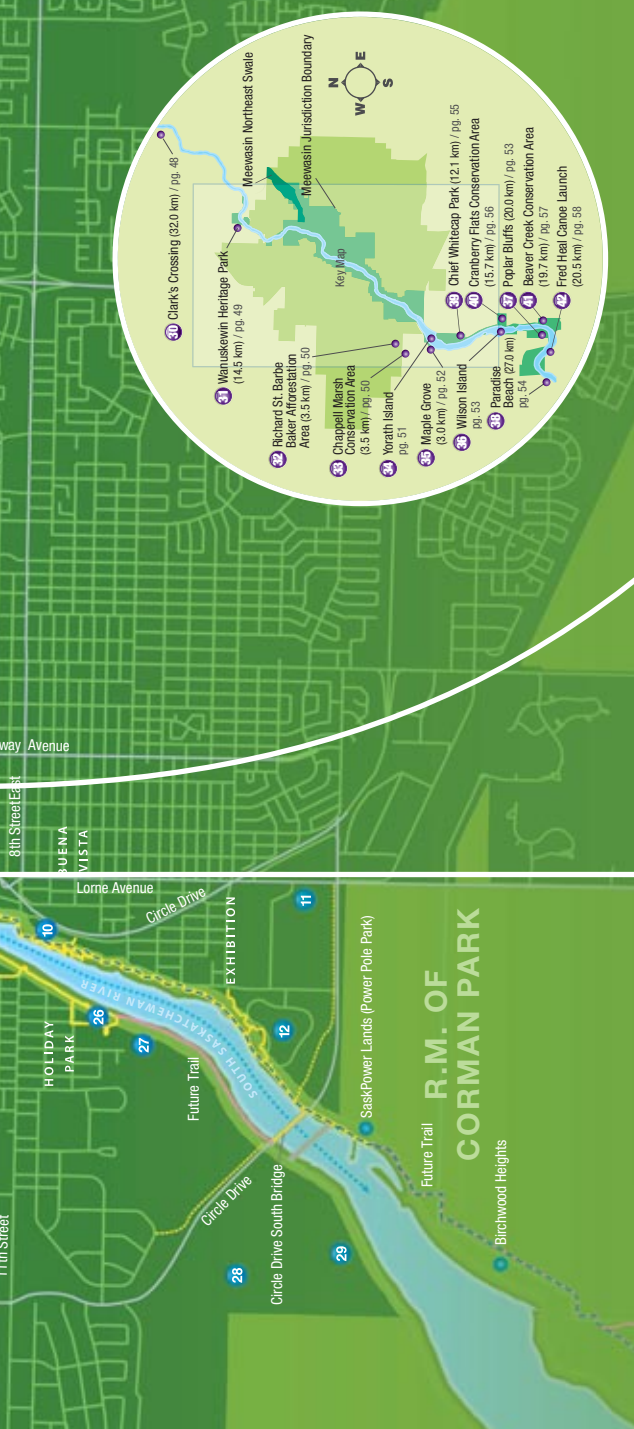 N
E
S
W
Meewasin Northeast Swale
Meewasin Jurisdiction Boundary
Key Map
30 Clark's Crossing (32.0 km) / pg. 48
31 Wanuskewin Heritage Park
(14.5 km) / pg. 49
32 Richard St. Barbe
Baker Afforestation
Area (3.5 km) / pg. 50
33 Chappell Marsh
Conservation Area
(3.5 km) / pg. 50
34 Yorath Island
pg. 51
35 Maple Grove
(3.0 km) / pg. 52
36 Wilson Island
pg. 53
38 Paradise
Beach (27.0 km)
pg. 54
39 Chief Whitecap Park (12.1 km) / pg. 55
40 Cranberry Flats Conservation Area
(15.7 km) / pg. 56
37 Poplar Bluffs (20.0 km) / pg. 53
41 Beaver Creek Conservation Area
(19.7 km) / pg. 57
42 Fred Heal Canoe Launch
(20.5 km) / pg. 58
way Avenue
8th Street East
BUENA
VISTA
Lorne Avenue
Circle Drive
EXHIBITION
10
11
12
26
27
28
29
HOLIDAY
PARK
SOUTH SASKATCHEWAN RIVER
Future Trail
Circle Drive
Circle Drive South Bridge
11th Street
SaskPower Lands (Power Pole Park)
R.M. OF
CORMAN PARK
Future Trail
Birchwood Heights